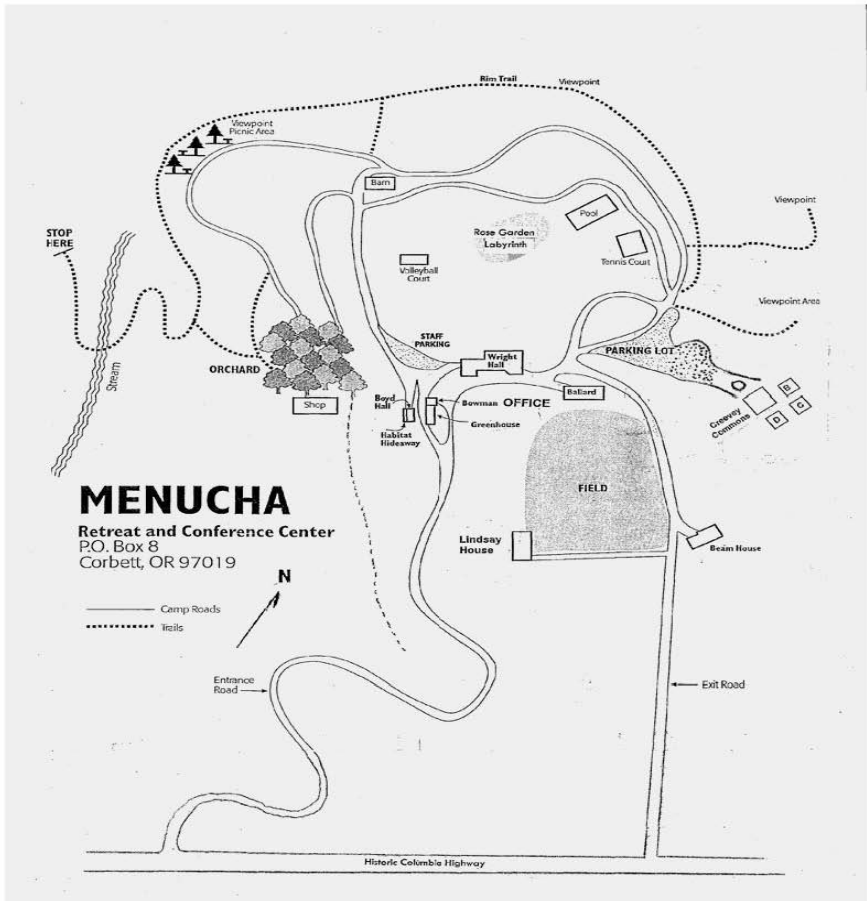 Rim Trail
Viewpoint
Viewpoint
Picnic Area
Barn
Pool
Rose Garden
Labyrinth
Tennis Court
Viewpoint
STOP
HERE
Volleyball
Court
Viewpoint Area
STAFF
PARKING
Wright
Hall
PARKING LOT
ORCHARD
Stream
Shop
Boyd
Hall
Bowman
OFFICE
Ballard
Greenhouse
Habitat
Hideaway
Creevey
Commons
B
G
D
FIELD
MENUCHA
Retreat and Conference Center
P.O. Box 8
Corbett, OR 97019
Lindsay
House
Beam House
N
Camp Roads
Trails
Entrance
Road
Exit Road
Historic Columbia Highway